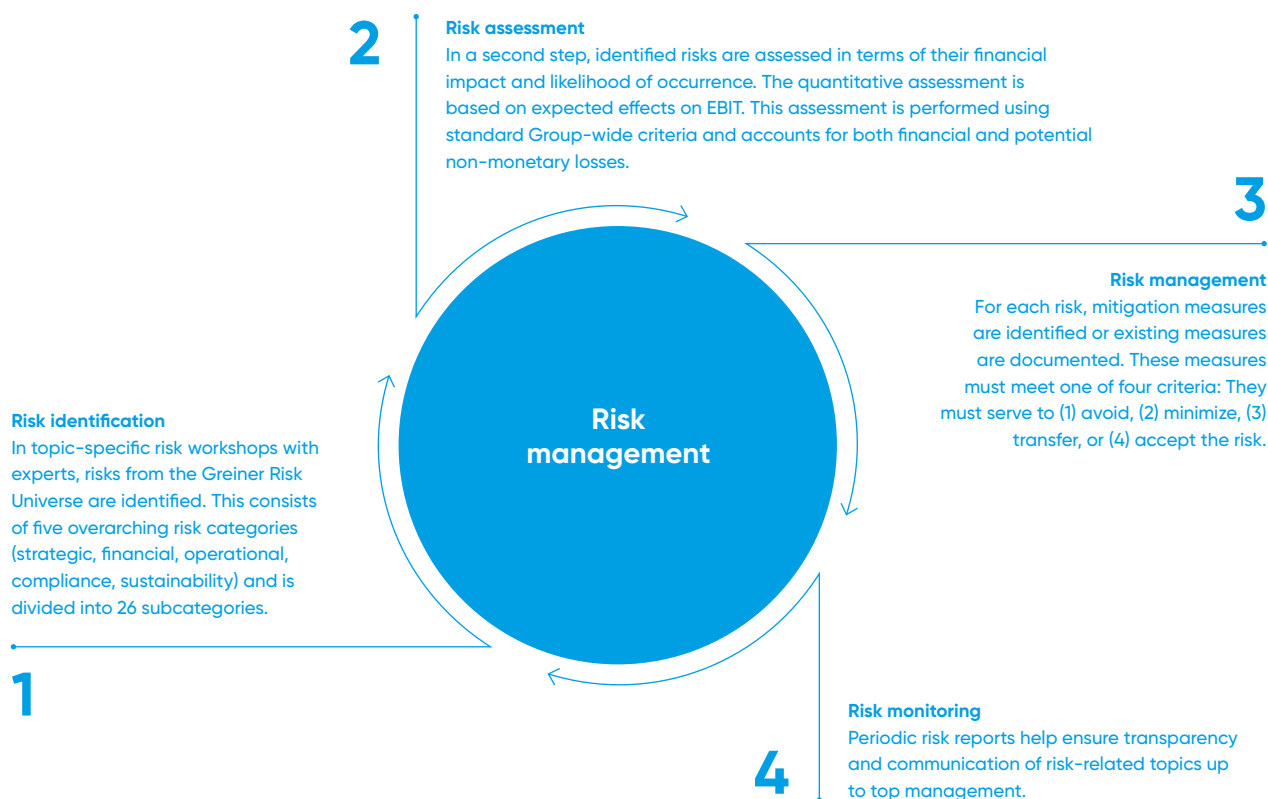 2
Risk assessment
In a second step, identified risks are assessed in terms of their financial
impact and likelihood of occurrence. The quantitative assessment is
based on expected effects on EBIT. This assessment is performed using
standard Group-wide criteria and accounts for both financial and potential
non-monetary losses.
3
Risk management
For each risk, mitigation measures
are identified or existing measures
are documented. These measures
must meet one of four criteria: They
must serve to (1) avoid, (2) minimize, (3)
transfer, or (4) accept the risk.
Risk
management
Risk identification
In topic-specific risk workshops with
experts, risks from the Greiner Risk
Universe are identified. This consists
of five overarching risk categories
(strategic, financial, operational,
compliance, sustainability) and is
divided into 26 subcategories.
1
4
Risk monitoring
Periodic risk reports help ensure transparency
and communication of risk-related topics up
to top management.